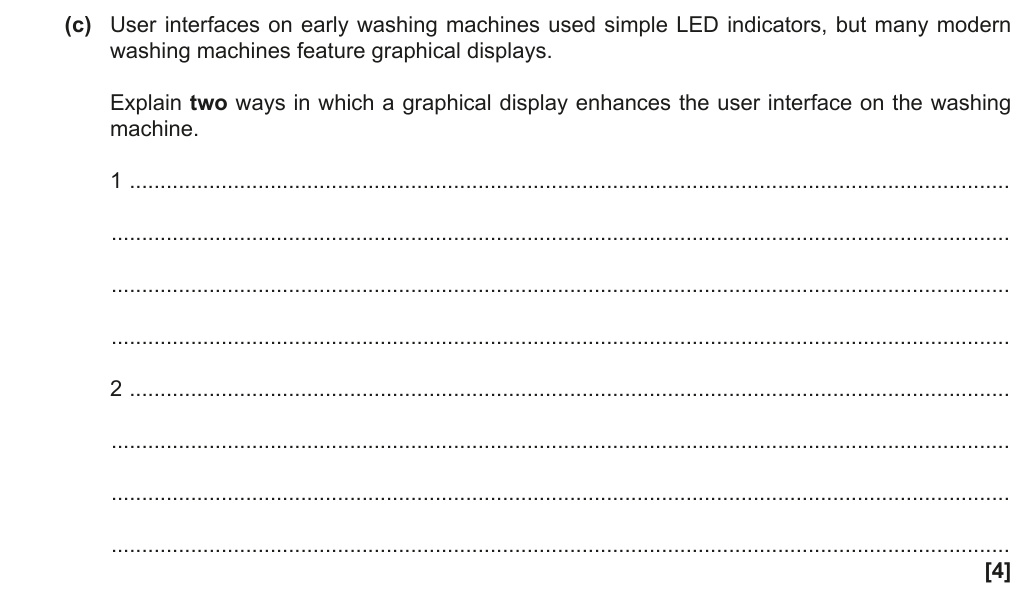 (c) User interfaces on early washing machines used simple LED indicators, but many modern
washing machines feature graphical displays.
Explain two ways in which a graphical display enhances the user interface on the washing
machine.
1 ................................................................................................................................................
...................................................................................................................................................
...................................................................................................................................................
...................................................................................................................................................
2 ................................................................................................................................................
...................................................................................................................................................
...................................................................................................................................................
...................................................................................................................................................
[4]